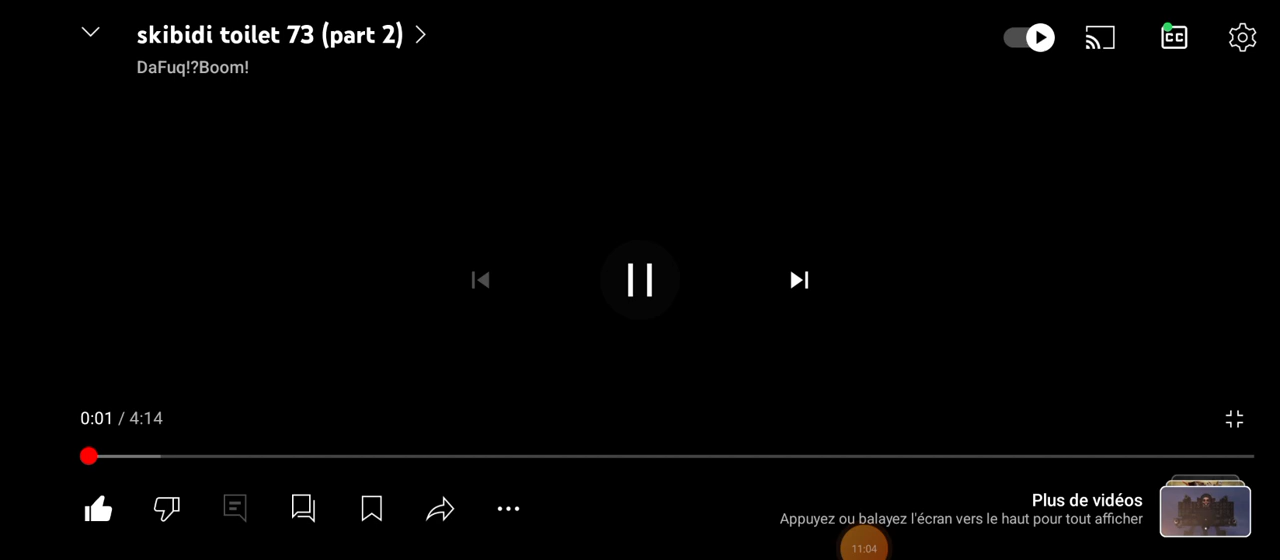 skibidi toilet 73 (part 2)
DaFuq!?Boom!
CC
0:01 / 4:14
Plus de vidéos
Appuyez ou balayez l'écran vers le haut pour tout afficher
11:04